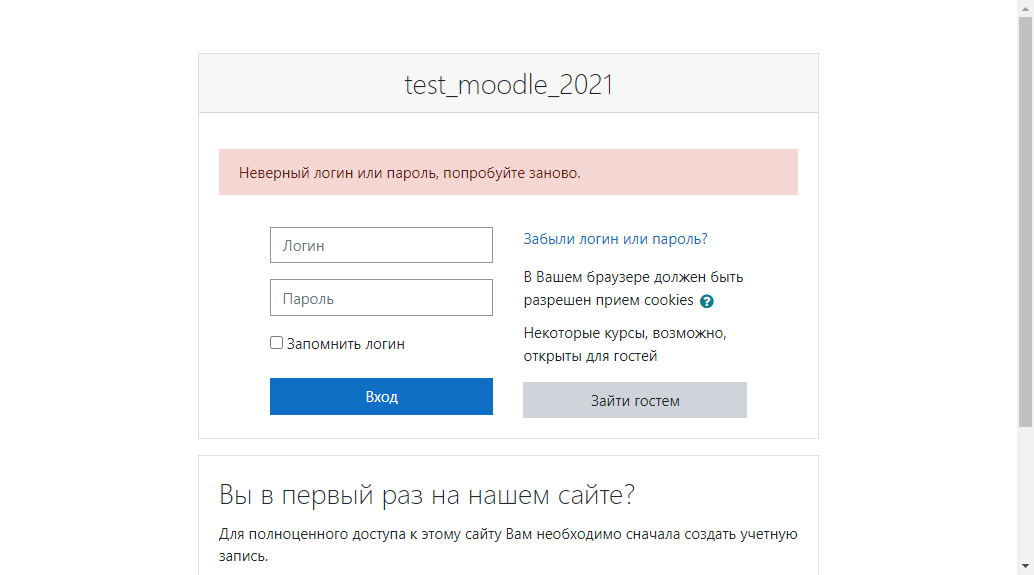 test_moodle_2021
Неверный логин или пароль, попробуйте заново.
Логин
Пароль
Запомнить логин
Вход
Забыли логин или пароль?
В Вашем браузере должен быть
разрешен прием cookies
Некоторые курсы, возможно,
открыты для гостей
Зайти гостем
Вы в первый раз на нашем сайте?
Для полноценного доступа к этому сайту Вам необходимо сначала создать учетную
запись.